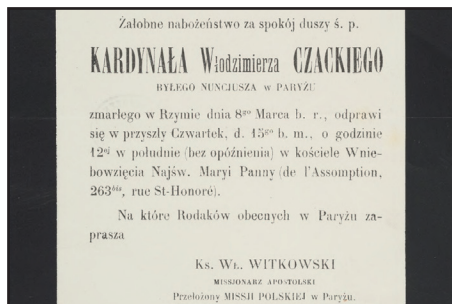 Żałobne nabożeństwo za spokój duszy ś. p.
KARDYNAŁA Włodzimierza CZACKIEGO
BYŁEGO NUNCJUSZA W PARYŻU
zmarłego w Rzymie dnia 8go Marca b. r., odprawi
się w przyszły Czwartek, d. 15go b. m., o godzinie
12ej w południe (bez opóźnienia) w kościele Wnie-
bowzięcia Najśw. Maryi Panny (de l'Assomption,
263bis, rue St-Honoré).
Na które Rodaków obecnych w Paryżu za-
prasza
Ks. Wł. WITKOWSKI
MISSJONARZ APOSTOLSKI
Przełożony MISSJI POLSKIEJ w Paryżu.